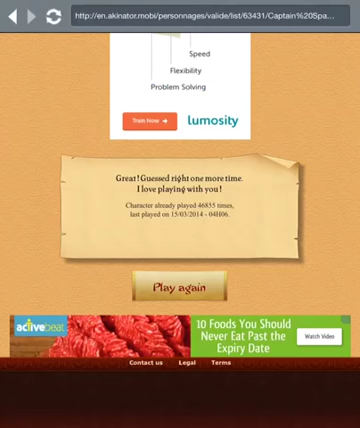 http://en.akinator.mobi/personnages/valide/list/63431/Captain%20Spa...
Speed
Flexibility
Problem Solving
Train Now
lumosity
Great! Guessed right one more time.
I love playing with you!
Character already played 46855 times,
last played on 15/03/2014 - 04H06.
Play again
activebeat
10 Foods You Should
Never Eat Past the
Expiry Date
Watch Video
Contact us Legal Terms